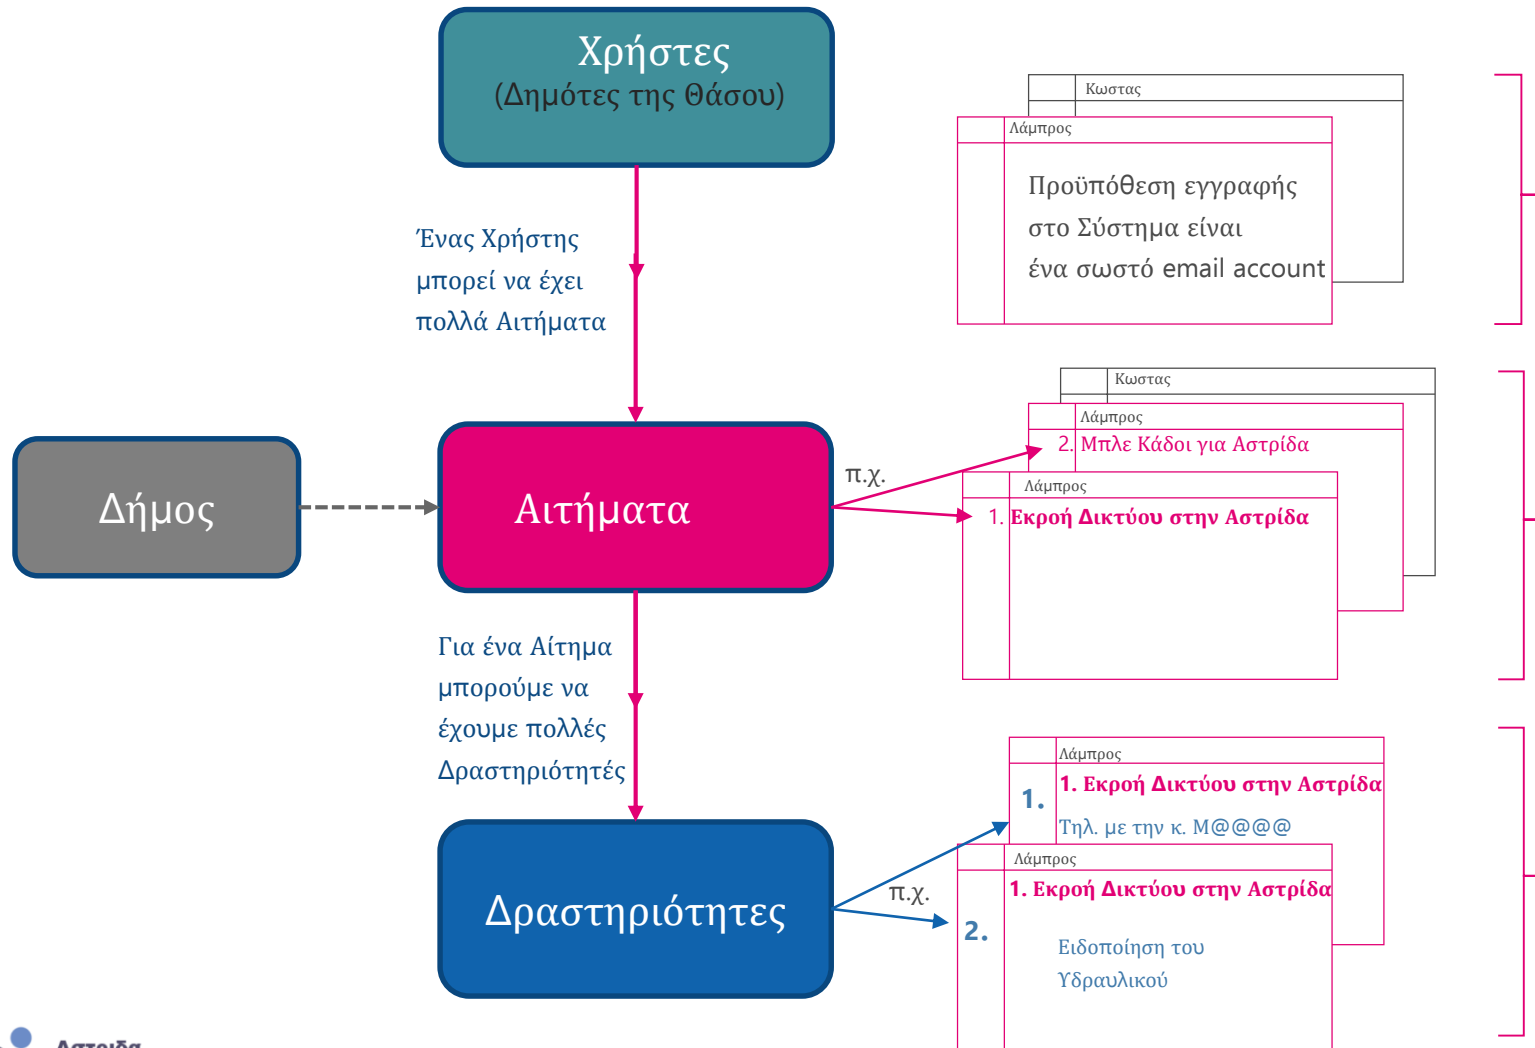 Χρήστες
(Δημότες της Θάσου)
Κωστας
Λάμπρος
Προϋπόθεση εγγραφής
στο Σύστημα είναι
ένα σωστό email account
Ένας Χρήστης
μπορεί να έχει
πολλά Αιτήματα
Κωστας
Λάμπρος
2. Μπλε Κάδοι για Αστρίδα
Λάμπρος
1. Εκροή Δικτύου στην Αστρίδα
π.χ.
Δήμος
Αιτήματα
Για ένα Αίτημα
μπορούμε να
έχουμε πολλές
Δραστηριότητές
Λάμπρος
1. Εκροή Δικτύου στην Αστρίδα
1.
Τηλ. με την κ. Μ@@@@
Λάμπρος
1. Εκροή Δικτύου στην Αστρίδα
2.
Ειδοποίηση του
Υδραυλικού
π.χ.
Δραστηριότητες